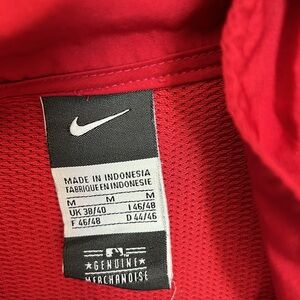 MADE IN INDONESIA
FABRIQUE EN INDONESIE
M M M
UK 38/40 I 46/48
F 46/48 D 44/46
GENUINE
MERCHANDISE